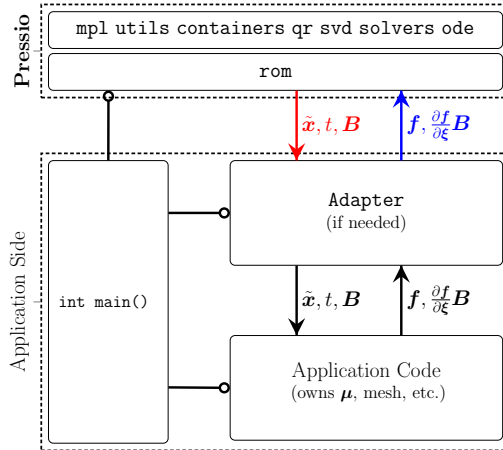 Pressio
mpl utils containers qr svd solvers ode
rom
x̃, t, B
f, ∂f/∂ξ B
Application Side
int main()
Adapter
(if needed)
x̃, t, B
f, ∂f/∂ξ B
Application Code
(owns μ, mesh, etc.)